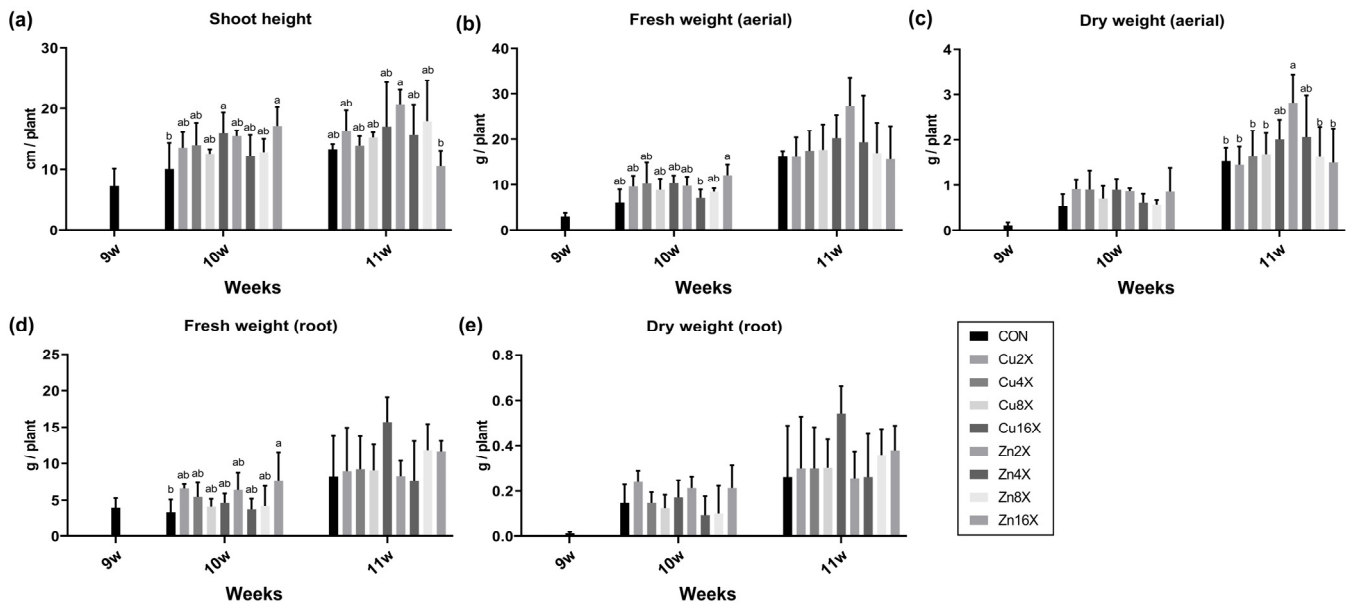 (a)
Shoot height
30
20
10
0
cm / plant
b
ab
ab
ab
a
ab
ab
ab
a
ab
ab
ab
ab
ab
a
ab
ab
b
9w
10w
11w
Weeks
(b)
Fresh weight (aerial)
40
30
20
10
0
g / plant
ab
ab
ab
ab
ab
ab
b
ab
a
9w
10w
11w
Weeks
(c)
Dry weight (aerial)
4
3
2
1
0
g / plant
b
b
b
b
ab
a
ab
b
b
9w
10w
11w
Weeks
(d)
Fresh weight (root)
25
20
15
10
5
0
g / plant
b
ab
ab
ab
ab
ab
ab
ab
a
9w
10w
11w
Weeks
(e)
Dry weight (root)
0.8
0.6
0.4
0.2
0.0
g / plant
9w
10w
11w
Weeks
CON
Cu2X
Cu4X
Cu8X
Cu16X
Zn2X
Zn4X
Zn8X
Zn16X